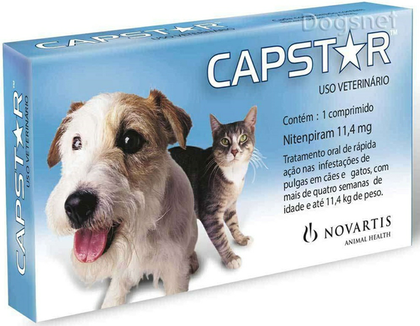 Dogsnet
CAPSTAR
USO VETERINÁRIO
Contém : 1 comprimido
Nitenpiram 11,4 mg
Tratamento oral de rápida
ação nas infestações de
pulgas em cães e gatos, com
mais de quatro semanas de
idade e até 11,4 kg de peso.
NOVARTIS
ANIMAL HEALTH
CAPSTAR
USO VETERINÁRIO